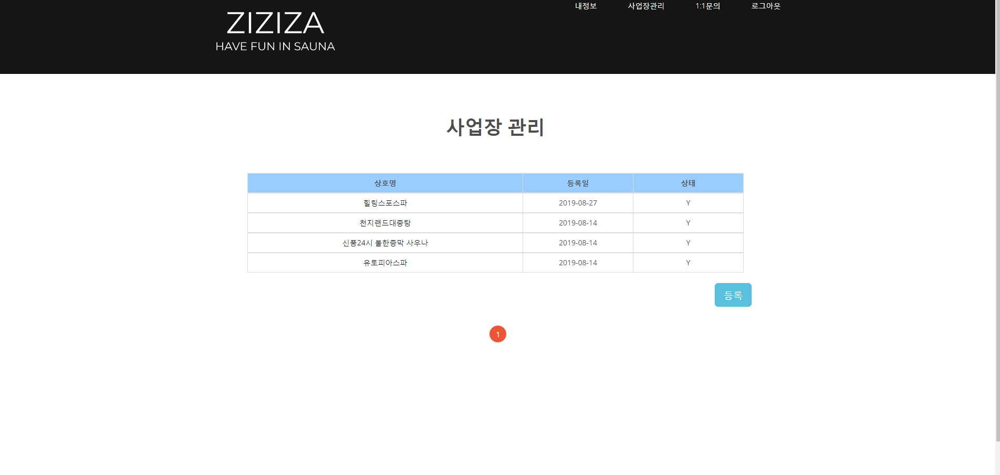 내정보 사업장관리 1:1문의 로그아웃
ZIZIZA
HAVE FUN IN SAUNA
사업장 관리
상호명 등록일 상태
힐링스포스파 2019-08-27 Y
천지랜드대중탕 2019-08-14 Y
신풍24시 불한증막 사우나 2019-08-14 Y
유토피아스파 2019-08-14 Y
등록
1